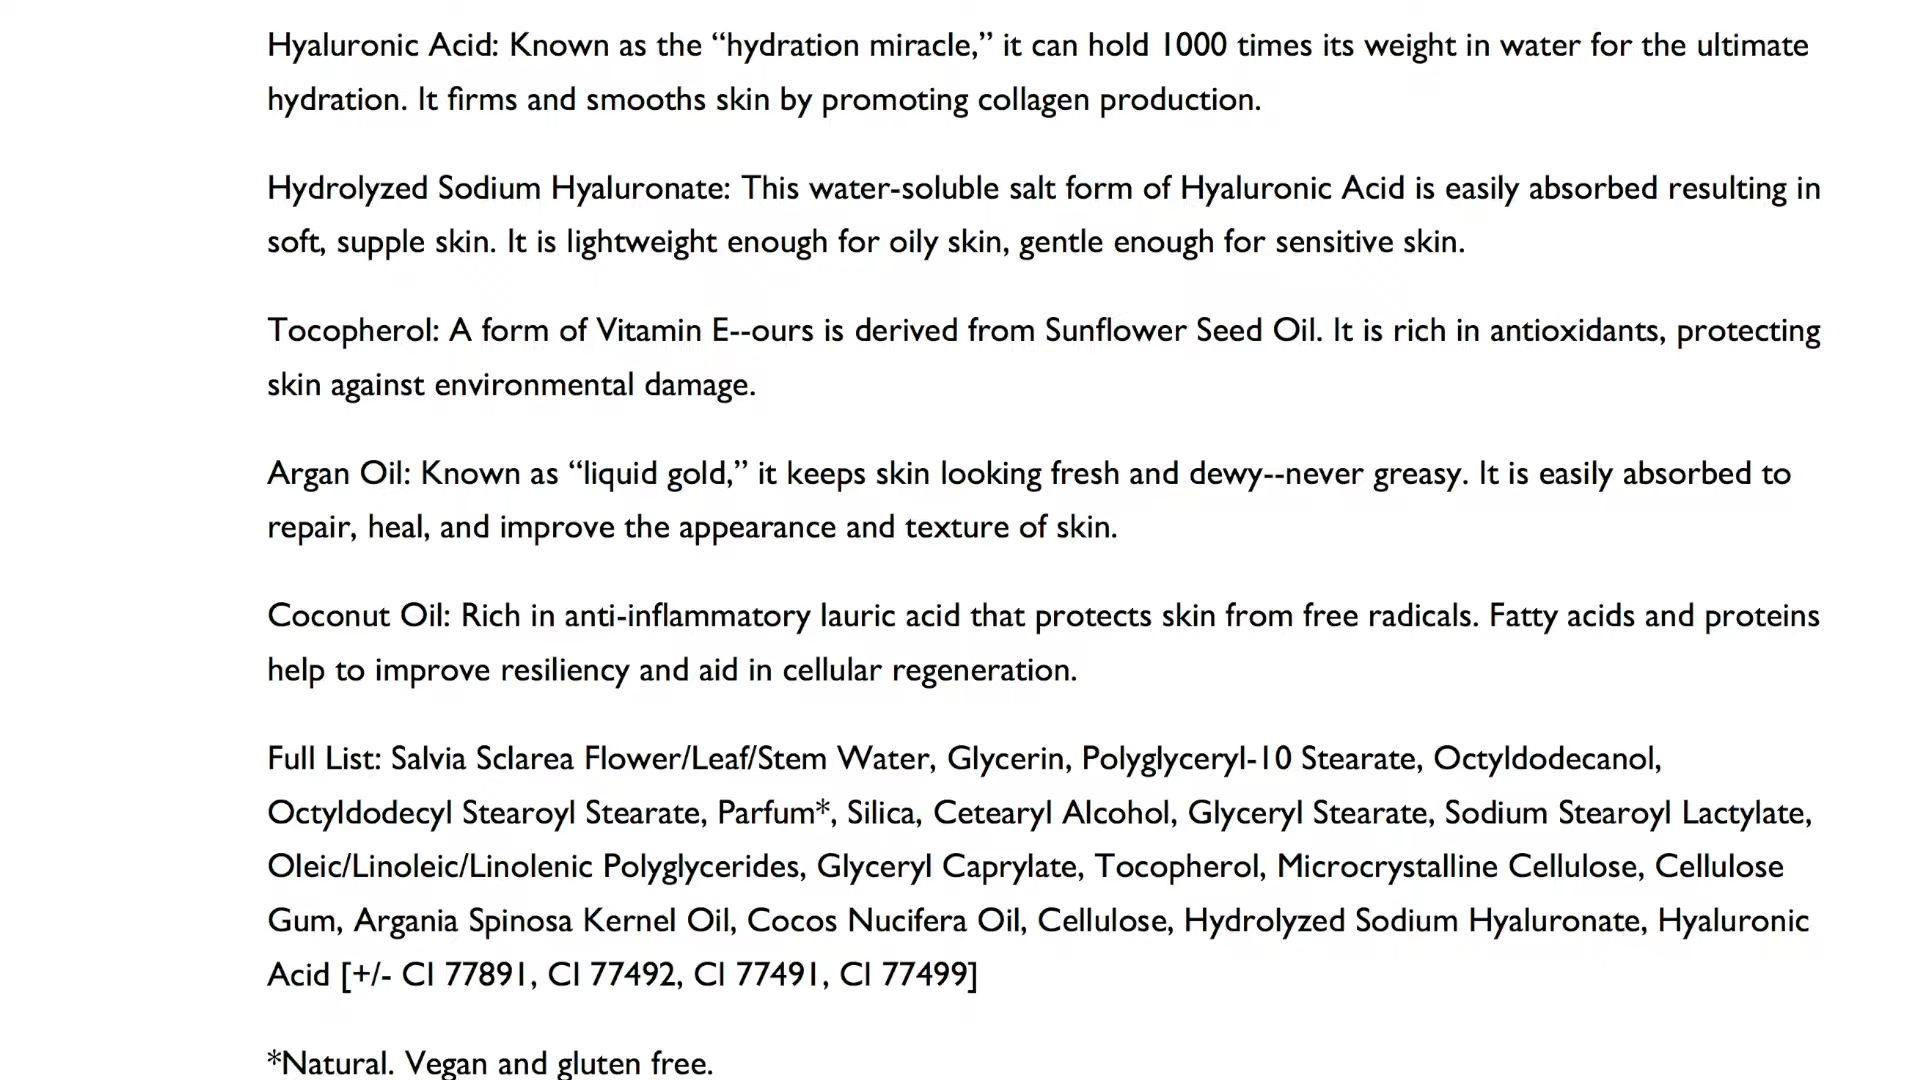 Hyaluronic Acid: Known as the “hydration miracle,” it can hold 1000 times its weight in water for the ultimate
hydration. It firms and smooths skin by promoting collagen production.
Hydrolyzed Sodium Hyaluronate: This water-soluble salt form of Hyaluronic Acid is easily absorbed resulting in
soft, supple skin. It is lightweight enough for oily skin, gentle enough for sensitive skin.
Tocopherol: A form of Vitamin E--ours is derived from Sunflower Seed Oil. It is rich in antioxidants, protecting
skin against environmental damage.
Argan Oil: Known as “liquid gold,” it keeps skin looking fresh and dewy--never greasy. It is easily absorbed to
repair, heal, and improve the appearance and texture of skin.
Coconut Oil: Rich in anti-inflammatory lauric acid that protects skin from free radicals. Fatty acids and proteins
help to improve resiliency and aid in cellular regeneration.
Full List: Salvia Sclarea Flower/Leaf/Stem Water, Glycerin, Polyglyceryl-10 Stearate, Octyldodecanol,
Octyldodecyl Stearoyl Stearate, Parfum*, Silica, Cetearyl Alcohol, Glyceryl Stearate, Sodium Stearoyl Lactylate,
Oleic/Linoleic/Linolenic Polyglycerides, Glyceryl Caprylate, Tocopherol, Microcrystalline Cellulose, Cellulose
Gum, Argania Spinosa Kernel Oil, Cocos Nucifera Oil, Cellulose, Hydrolyzed Sodium Hyaluronate, Hyaluronic
Acid [+/- CI 77891, CI 77492, CI 77491, CI 77499]
*Natural. Vegan and gluten free.